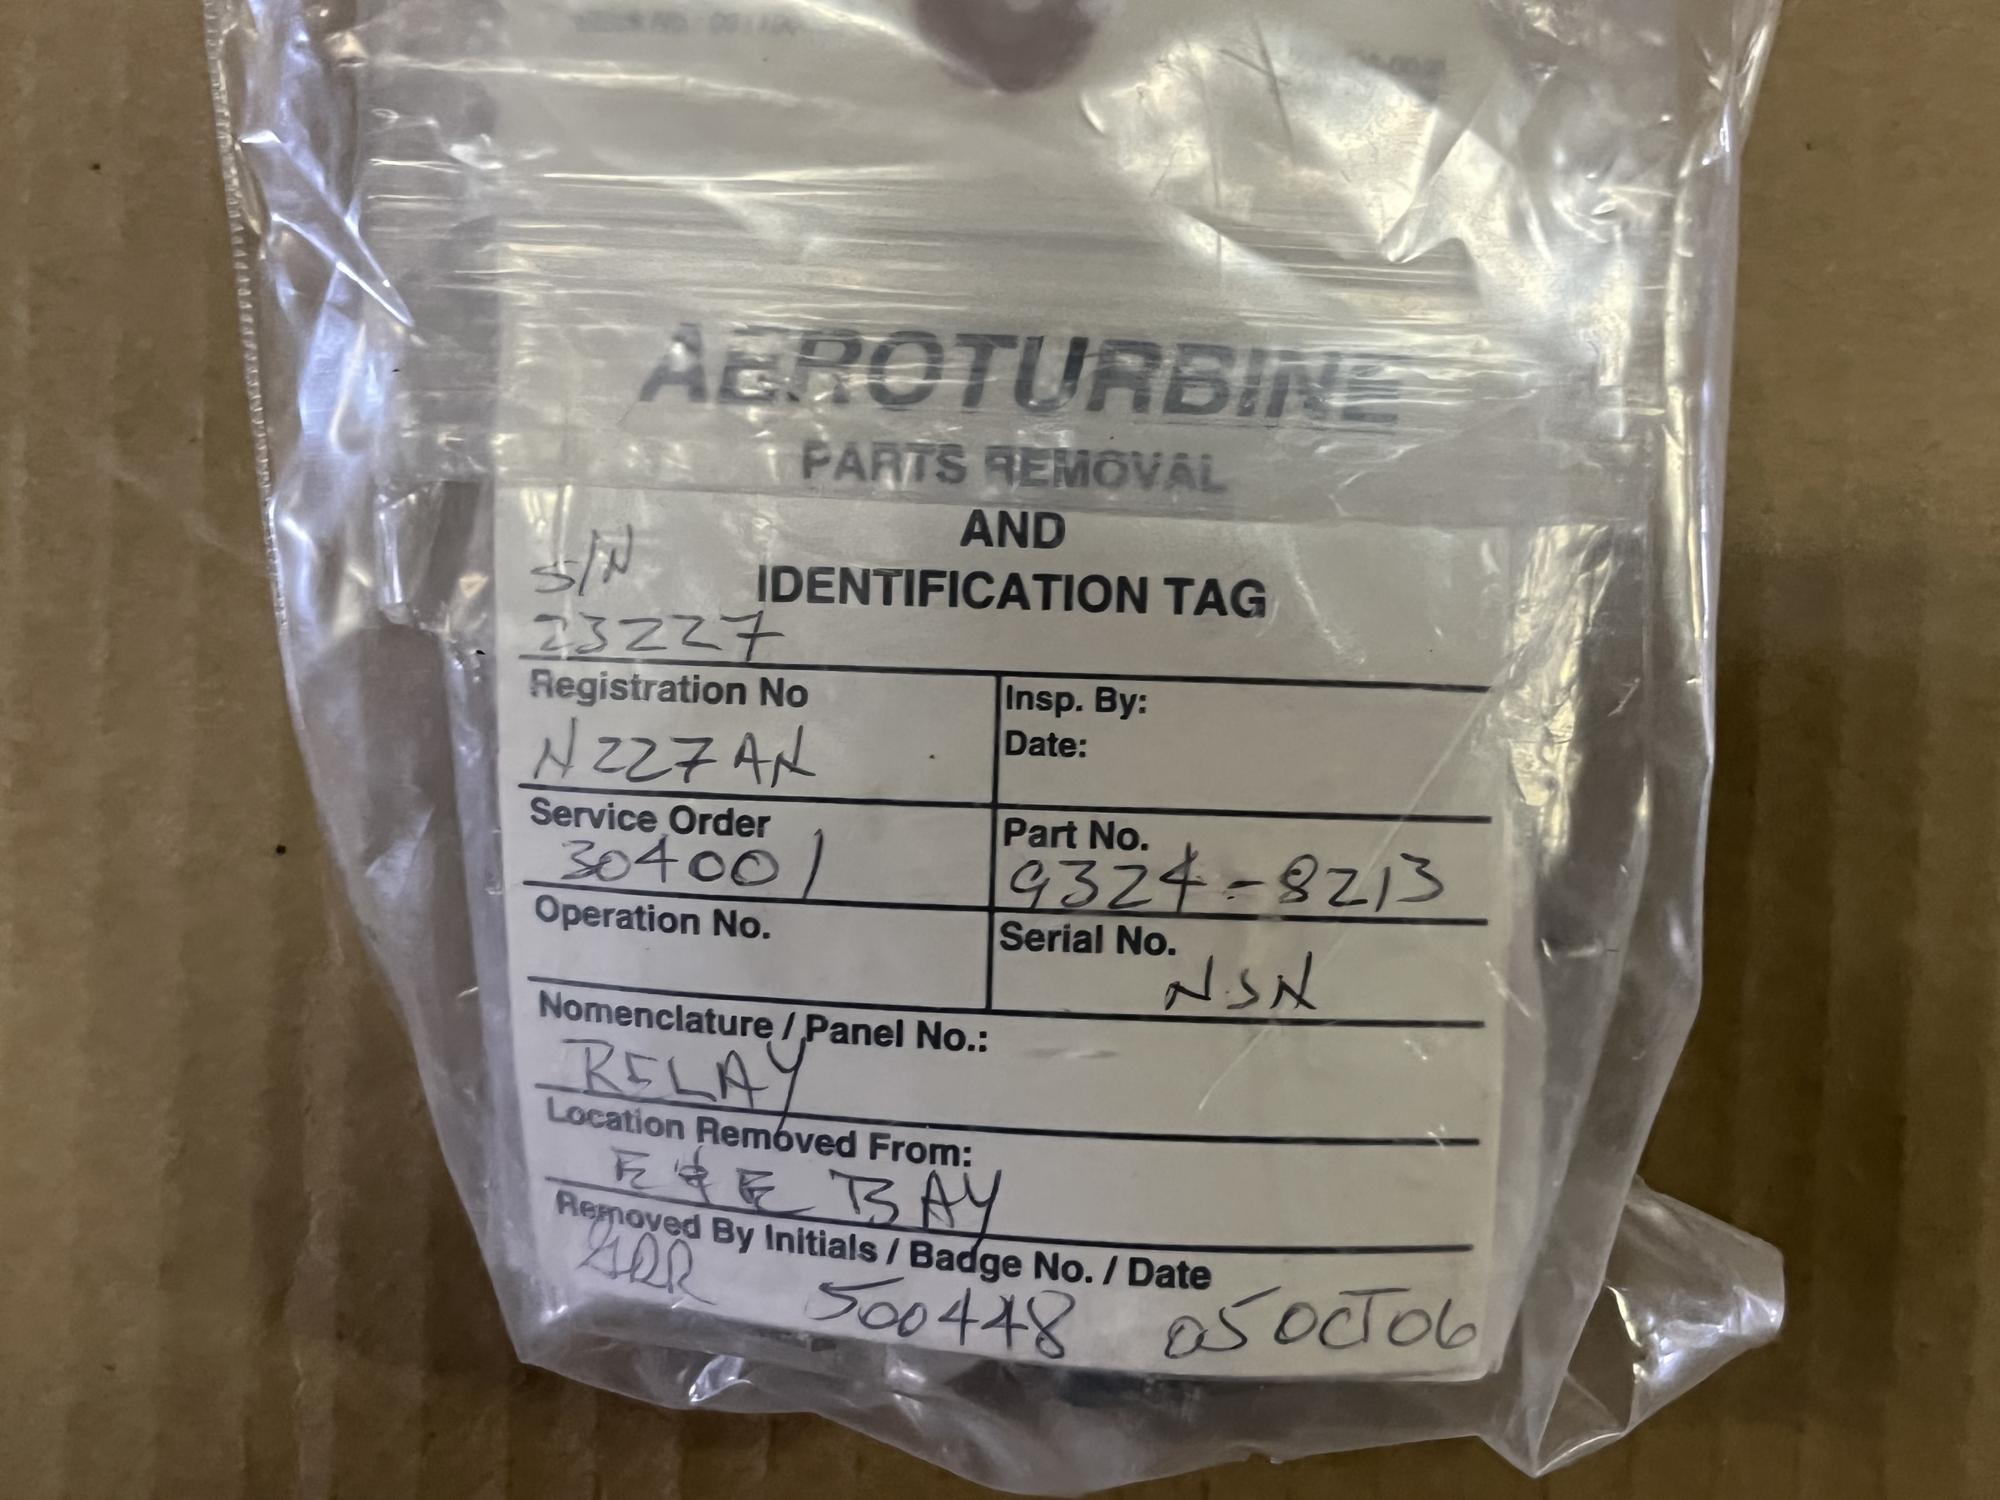 AEROTURBINE
PARTS REMOVAL
AND
IDENTIFICATION TAG
S/N
23227
Registration No
N227AN
Insp. By:
Date:
Service Order
304001
Part No.
9324-8213
Operation No.
Serial No.
NSN
Nomenclature / Panel No.:
RELAY
Location Removed From:
E & E BAY
Removed By Initials / Badge No. / Date
500448 05OCT06